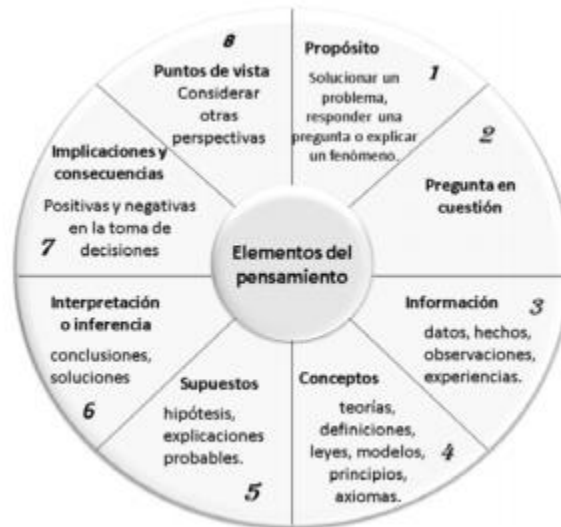 Elementos del
pensamiento
1
Propósito
Solucionar un
problema,
responder una
pregunta o explicar
un fenómeno.
2
Pregunta en
cuestión
Información
3
datos, hechos,
observaciones,
experiencias.
Conceptos
teorías,
definiciones,
leyes, modelos,
principios,
axiomas.
4
Supuestos
hipótesis,
explicaciones
probables.
5
Interpretación
o inferencia
conclusiones,
soluciones
6
Implicaciones y
consecuencias
Positivas y negativas
en la toma de
decisiones
7
8
Puntos de vista
Considerar
otras
perspectivas